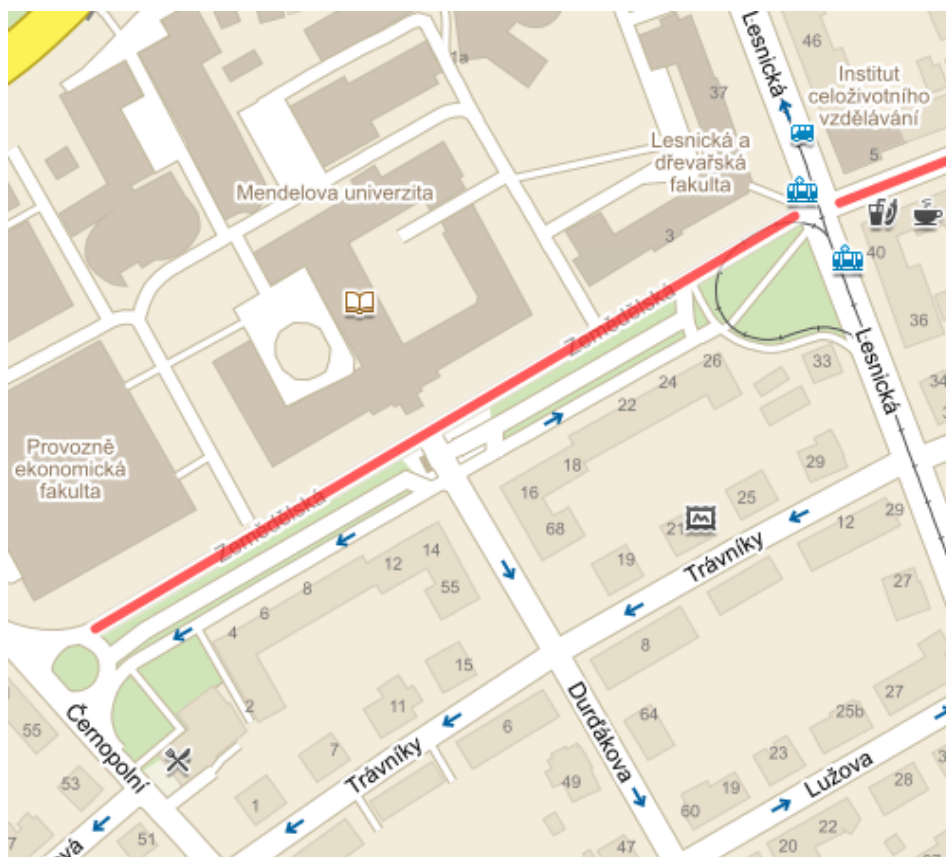 1a
46
Lesnická
Institut
celoživotního
vzdělávání
37
Lesnická a
dřevařská
fakulta
5
Mendelova univerzita
3
40
Zemědělská
36
Lesnická
33
26
24
22
34
Provozně
ekonomická
fakulta
18
29
16
25
Zemědělská
68
21
12
29
14
19
Trávníky
12
8
55
27
6
4
8
15
2
11
64
27
25b
55
Černopolní
7
6
Durďákova
23
Trávníky
53
49
19
Lužova
28
1
60
51
22
47
20